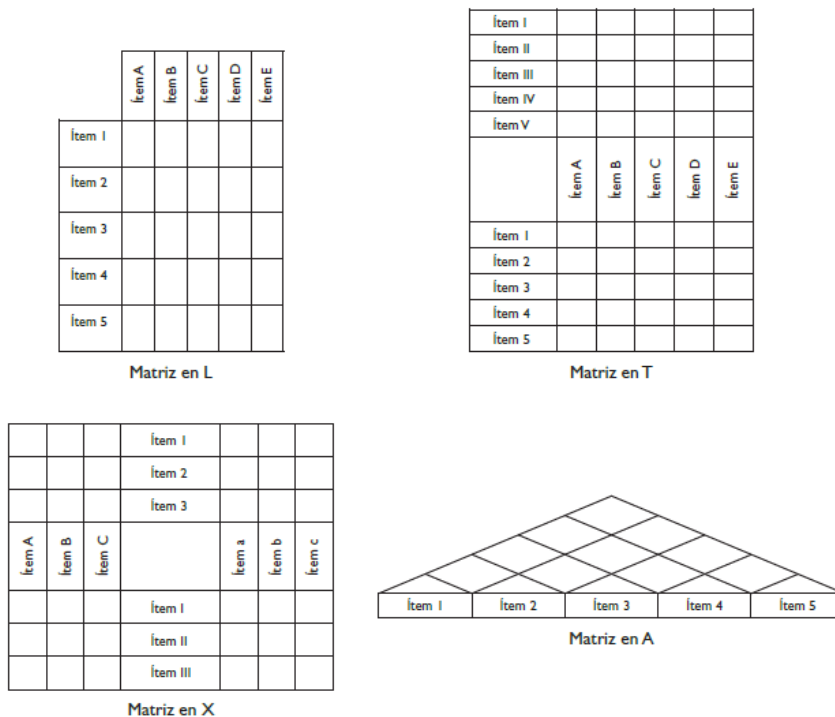 Ítem A
Ítem B
Ítem C
Ítem D
Ítem E
Ítem 1
Ítem 2
Ítem 3
Ítem 4
Ítem 5
Matriz en L
Ítem I
Ítem II
Ítem III
Ítem IV
Ítem V
Ítem A
Ítem B
Ítem C
Ítem D
Ítem E
Ítem 1
Ítem 2
Ítem 3
Ítem 4
Ítem 5
Matriz en T
Ítem 1
Ítem 2
Ítem 3
Ítem A
Ítem B
Ítem C
Ítem a
Ítem b
Ítem c
Ítem I
Ítem II
Ítem III
Matriz en X
Ítem 1
Ítem 2
Ítem 3
Ítem 4
Ítem 5
Matriz en A